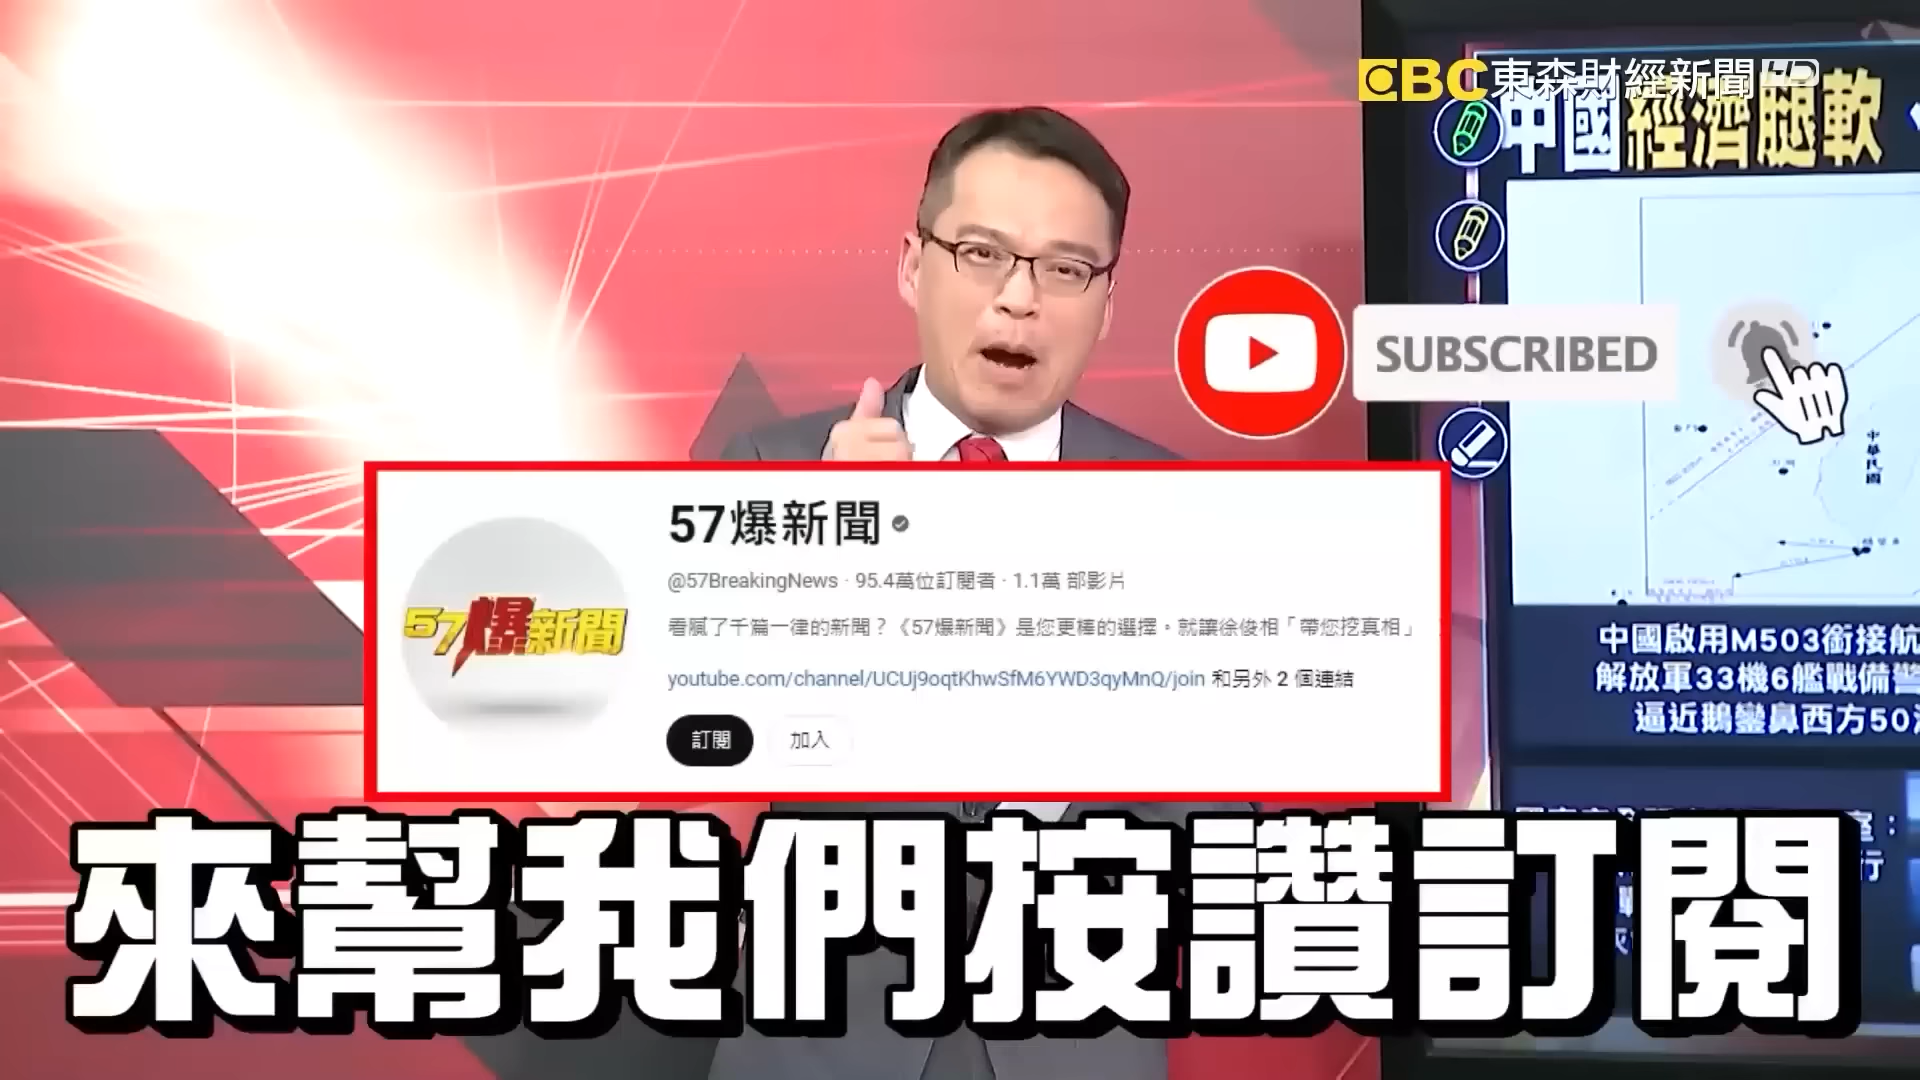 EBC東森財經新聞HD
中國經濟腿軟
SUBSCRIBED
中華民國
57爆新聞
@57BreakingNews · 95.4萬位訂閱者 · 1.1萬 部影片
看膩了千篇一律的新聞？《57爆新聞》是您更棒的選擇。就讓徐俊相「帶您挖真相」
youtube.com/channel/UCUj9oqtKhwSfM6YWD3qyMnQ/join 和另外 2 個連結
訂閱
加入
57爆新聞
中國啟用M503銜接航
解放軍33機6艦戰備警
逼近鵝鑾鼻西方50
來幫我們按讚訂閱